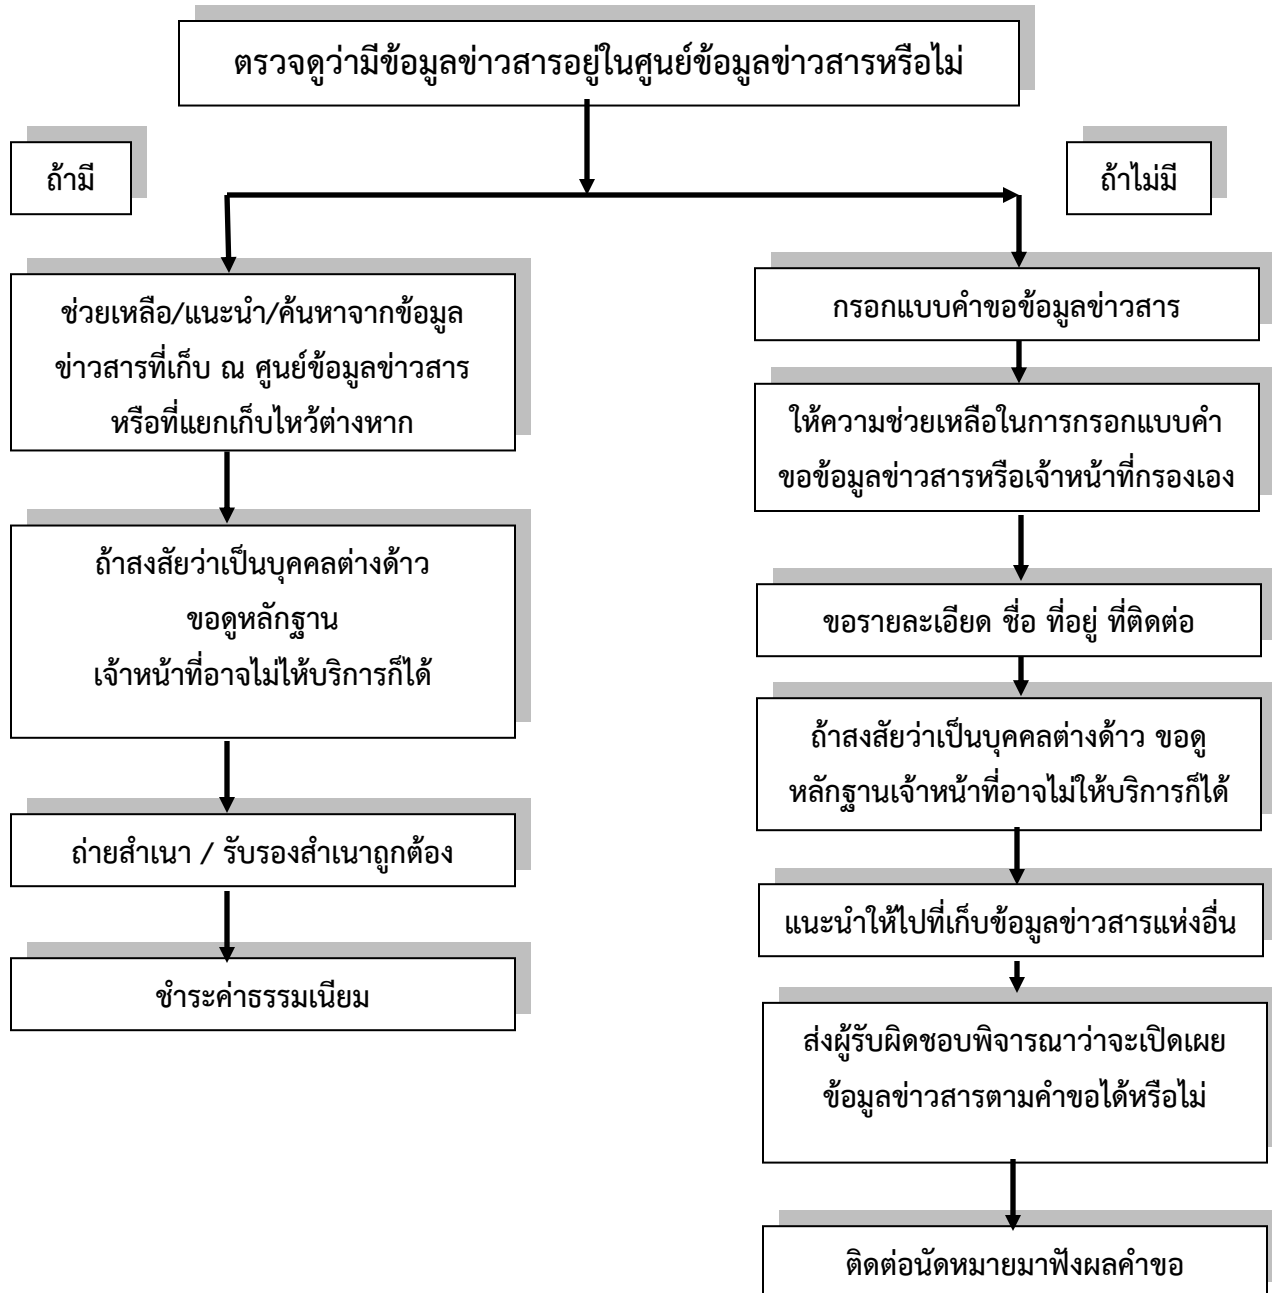 ตรวจดูว่ามีข้อมูลข่าวสารอยู่ในศูนย์ข้อมูลข่าวสารหรือไม่
ถ้ามี
ถ้าไม่มี
ช่วยเหลือ/แนะนำ/ค้นหาจากข้อมูล
ข่าวสารที่เก็บ ณ ศูนย์ข้อมูลข่าวสาร
หรือที่แยกเก็บไหว้ต่างหาก
ถ้าสงสัยว่าเป็นบุคคลต่างด้าว
ขอดูหลักฐาน
เจ้าหน้าที่อาจไม่ให้บริการก็ได้
ถ่ายสำเนา / รับรองสำเนาถูกต้อง
ชำระค่าธรรมเนียม
กรอกแบบคำขอข้อมูลข่าวสาร
ให้ความช่วยเหลือในการกรอกแบบคำ
ขอข้อมูลข่าวสารหรือเจ้าหน้าที่กรองเอง
ขอรายละเอียด ชื่อ ที่อยู่ ที่ติดต่อ
ถ้าสงสัยว่าเป็นบุคคลต่างด้าว ขอดู
หลักฐานเจ้าหน้าที่อาจไม่ให้บริการก็ได้
แนะนำให้ไปที่เก็บข้อมูลข่าวสารแห่งอื่น
ส่งผู้รับผิดชอบพิจารณาว่าจะเปิดเผย
ข้อมูลข่าวสารตามคำขอได้หรือไม่
ติดต่อนัดหมายมาฟังผลคำขอ